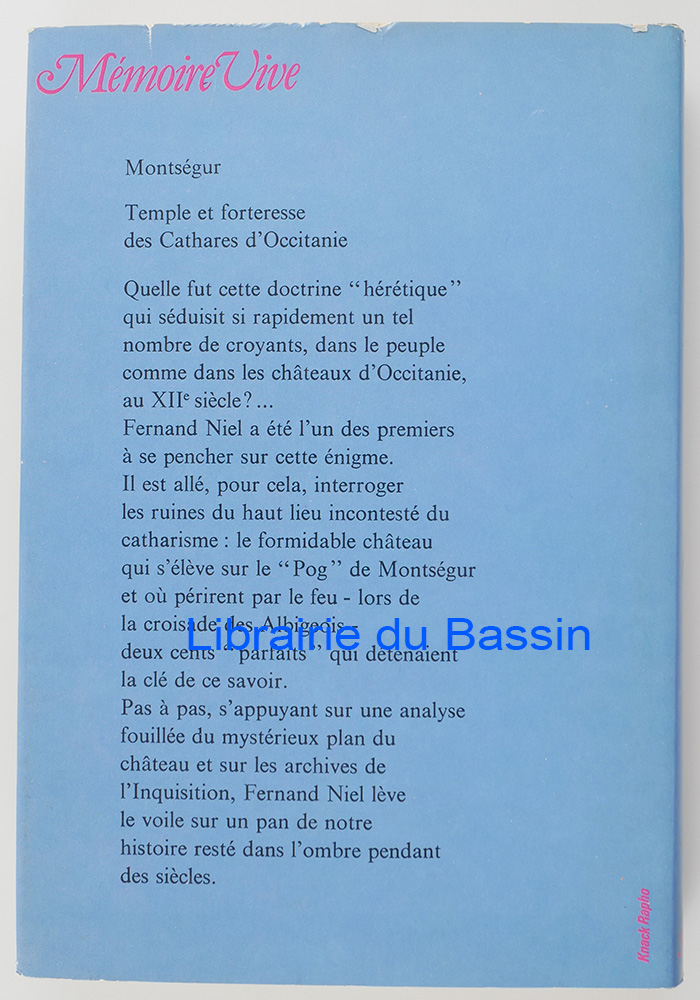 Mémoire Vive
Montségur
Temple et forteresse
des Cathares d'Occitanie
Quelle fut cette doctrine “hérétique”
qui séduisit si rapidement un tel
nombre de croyants, dans le peuple
comme dans les châteaux d'Occitanie,
au XIIe siècle ? ...
Fernand Niel a été l'un des premiers
à se pencher sur cette énigme.
Il est allé, pour cela, interroger
les ruines du haut lieu incontesté du
catharisme : le formidable château
qui s'élève sur le “Pog” de Montségur
et où périrent par le feu - lors de
la croisade des Albigeois -
Librairie du Bassin
deux cents “parfaits” qui détenaient
la clé de ce savoir.
Pas à pas, s'appuyant sur une analyse
fouillée du mystérieux plan du
château et sur les archives de
l'Inquisition, Fernand Niel lève
le voile sur un pan de notre
histoire resté dans l'ombre pendant
des siècles.
Knack Rapho